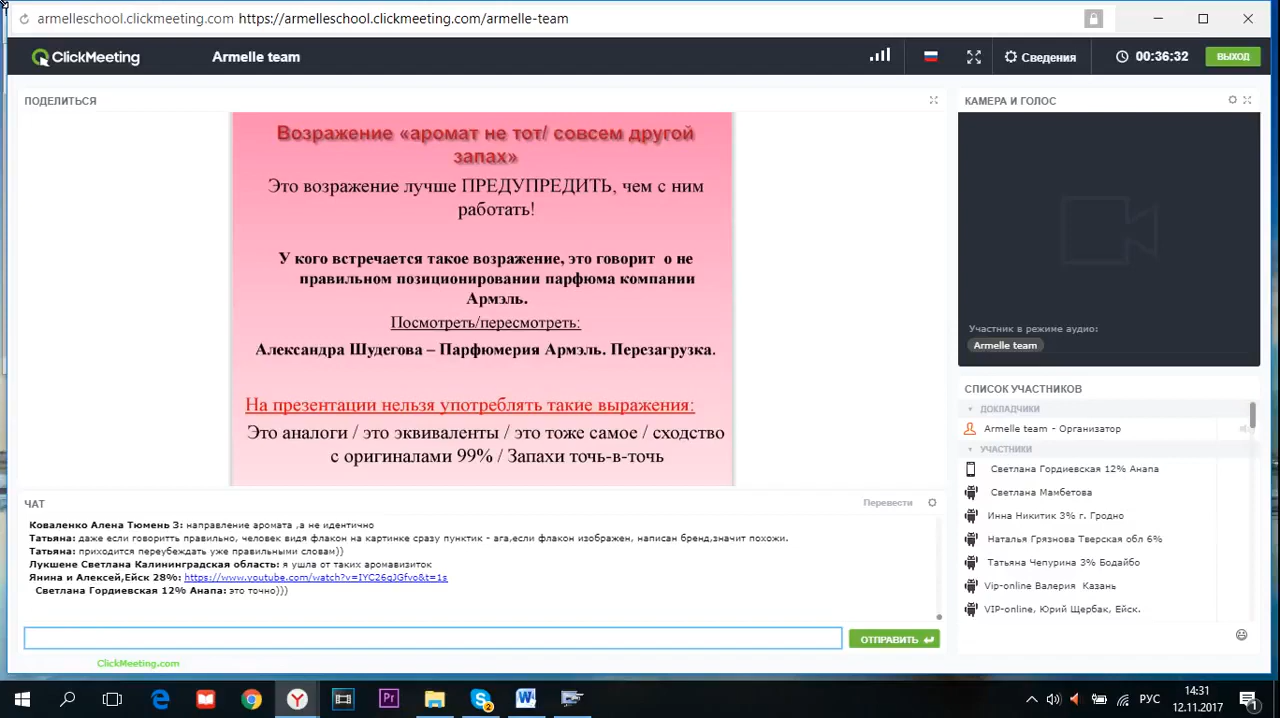 armelleschool.clickmeeting.com https://armelleschool.clickmeeting.com/armelle-team
ClickMeeting
Armelle team
Сведения
00:36:32
ВЫХОД
ПОДЕЛИТЬСЯ
Возражение «аромат не тот/ совсем другой
запах»
Это возражение лучше ПРЕДУПРЕДИТЬ, чем с ним
работать!
У кого встречается такое возражение, это говорит о не
правильном позиционировании парфюма компании
Армэль.
Посмотреть/пересмотреть:
Александра Шудегова – Парфюмерия Армэль. Перезагрузка.
На презентации нельзя употреблять такие выражения:
Это аналоги / это эквиваленты / это тоже самое / сходство
с оригиналами 99% / Запахи точь-в-точь
ЧАТ
Перевести
Коваленко Алена Тюмень 3: направление аромата ,а не идентично
Татьяна: даже если говоритть правильно, человек видя флакон на картинке сразу пунктик - ага,если флакон изображен, написан бренд,значит похожи.
Татьяна: приходится переубеждать уже правильными словам))
Лукшене Светлана Калининградская область: я ушла от таких аромавизиток
Янина и Алексей,Ейск 28%: https://www.youtube.com/watch?v=IYC26qJGfvo&t=1s
Светлана Гордиевская 12% Анапа: это точно)))
ОТПРАВИТЬ
ClickMeeting.com
КАМЕРА И ГОЛОС
Участник в режиме аудио:
Armelle team
СПИСОК УЧАСТНИКОВ
ДОКЛАДЧИКИ
Armelle team - Организатор
УЧАСТНИКИ
Светлана Гордиевская 12% Анапа
Светлана Мамбетова
Инна Никитик 3% г. Гродно
Наталья Грязнова Тверская обл 6%
Татьяна Чепурина 3% Бодайбо
Vip-online Валерия Казань
VIP-online, Юрий Щербак, Ейск.
Pr
2
РУС
14:31
12.11.2017
1